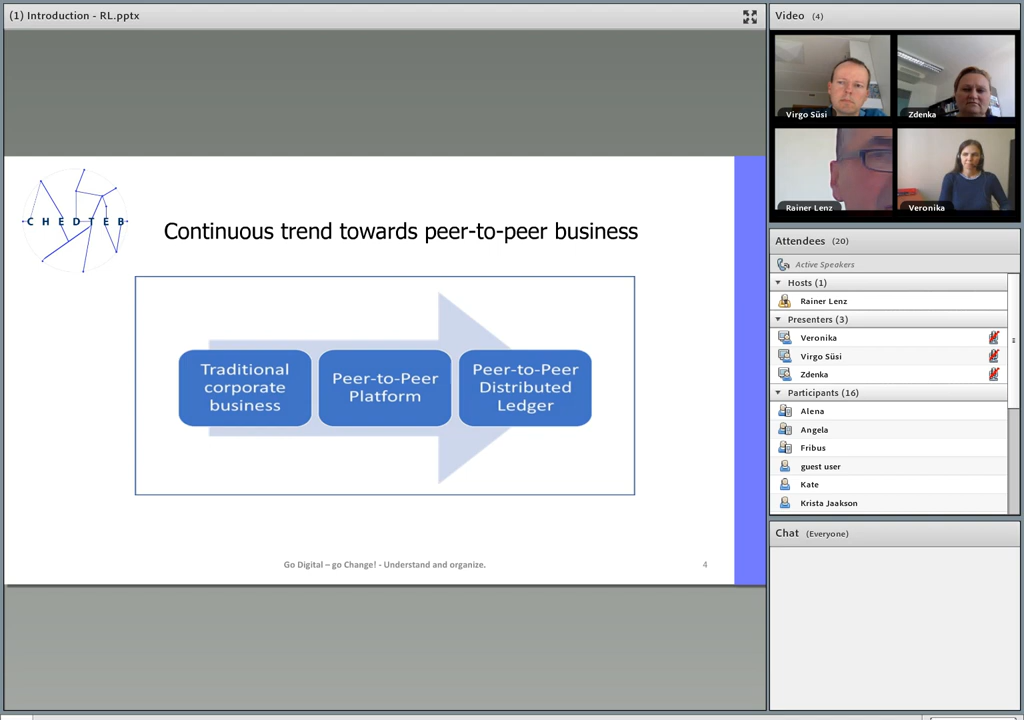 (1) Introduction - RL.pptx
CHEDTEB
Continuous trend towards peer-to-peer business
Traditional
corporate
business
Peer-to-Peer
Platform
Peer-to-Peer
Distributed
Ledger
Go Digital – go Change! - Understand and organize.
4
Video (4)
Virgo Süsi
Zdenka
Rainer Lenz
Veronika
Attendees (20)
Active Speakers
Hosts (1)
Rainer Lenz
Presenters (3)
Veronika
Virgo Süsi
Zdenka
Participants (16)
Alena
Angela
Fribus
guest user
Kate
Krista Jaakson
Chat (Everyone)